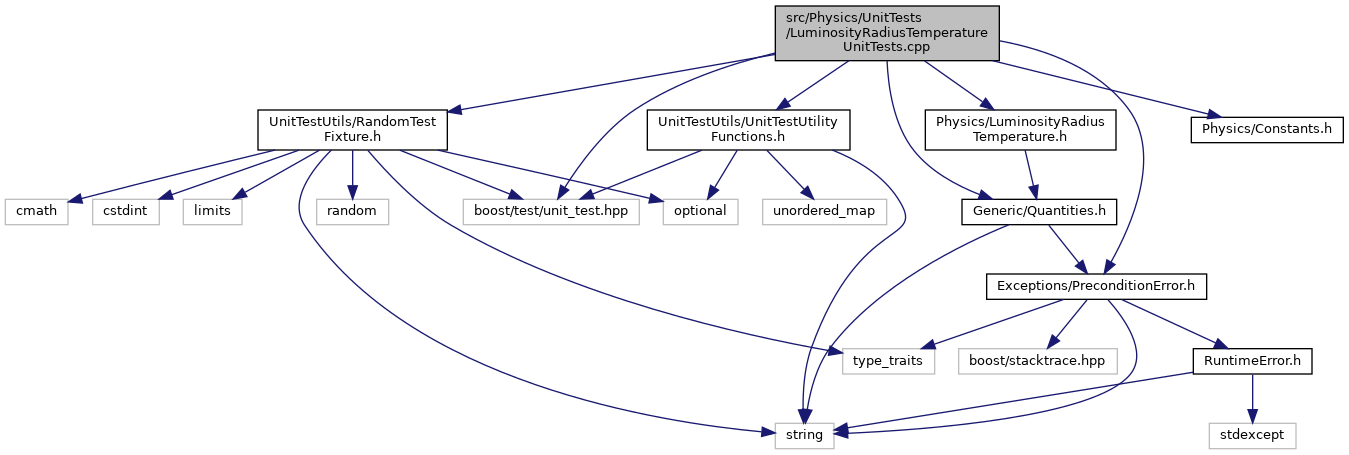 src/Physics/UnitTests
/LuminosityRadiusTemperature
UnitTests.cpp
UnitTestUtils/RandomTest
Fixture.h
UnitTestUtils/UnitTestUtility
Functions.h
Physics/LuminosityRadius
Temperature.h
Physics/Constants.h
cmath
cstdint
limits
random
boost/test/unit_test.hpp
optional
unordered_map
Generic/Quantities.h
Exceptions/PreconditionError.h
type_traits
boost/stacktrace.hpp
RuntimeError.h
string
stdexcept